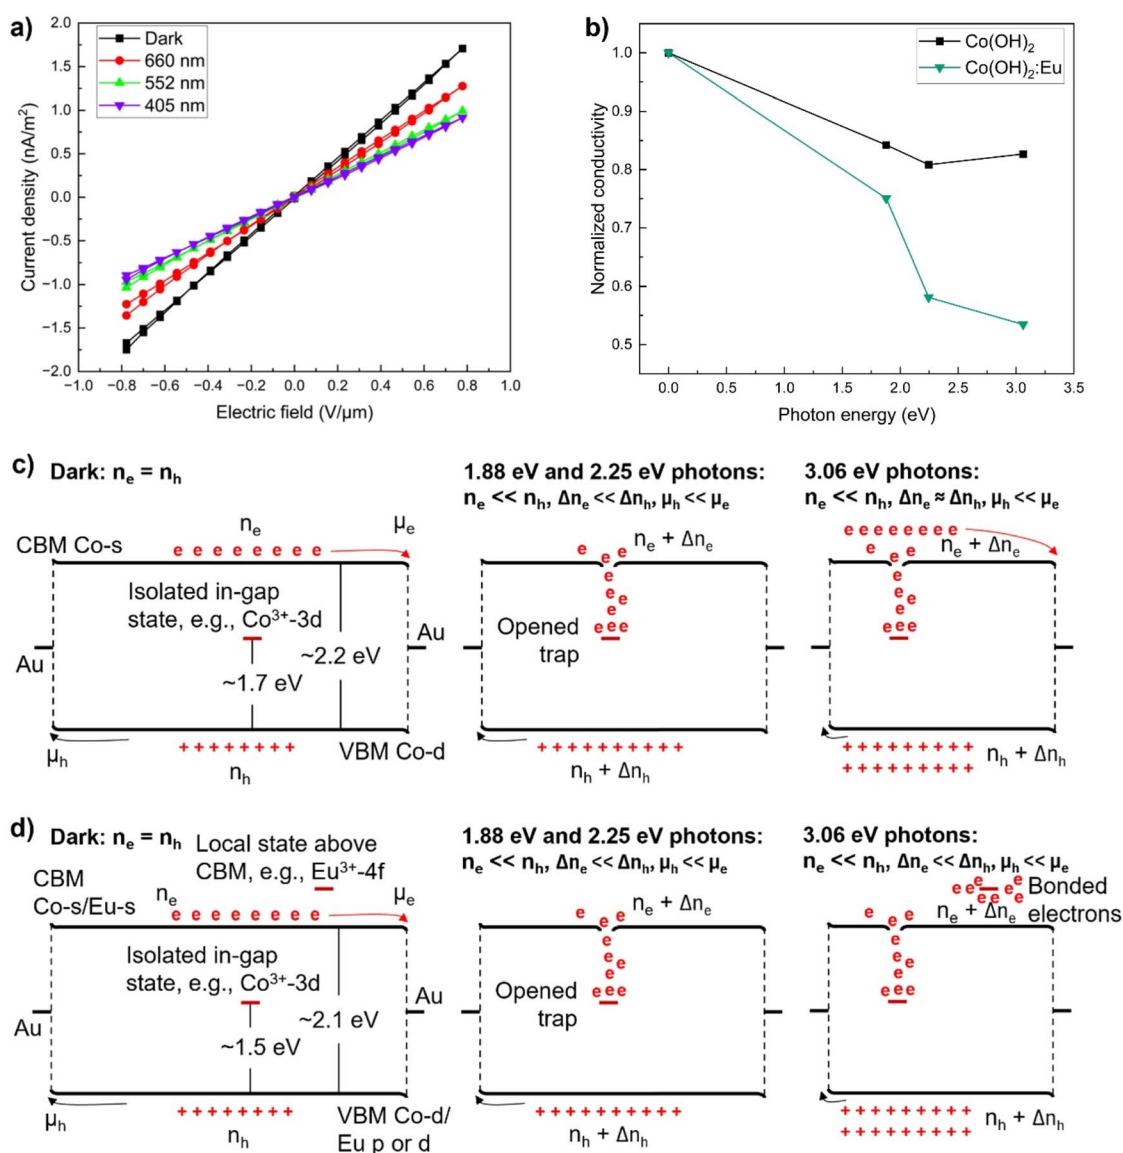 a)
2.0
1.5
1.0
0.5
0.0
−0.5
−1.0
−1.5
−2.0
Current density (nA/m²)
Dark
660 nm
552 nm
405 nm
−1.0 −0.8 −0.6 −0.4 −0.2 0.0 0.2 0.4 0.6 0.8 1.0
Electric field (V/µm)
b)
1.0
0.9
0.8
0.7
0.6
0.5
Normalized conductivity
Co(OH)₂
Co(OH)₂:Eu
0.0 0.5 1.0 1.5 2.0 2.5 3.0 3.5
Photon energy (eV)
c)
Dark: nₑ = nₕ
nₑ
µₑ
CBM Co-s
e e e e e e e e
Isolated in-gap
state, e.g., Co³⁺-3d
Au
Au
~2.2 eV
~1.7 eV
µₕ
+ + + + + + + +
VBM Co-d
nₕ
1.88 eV and 2.25 eV photons:
nₑ << nₕ, Δnₑ << Δnₕ, µₕ << µₑ
nₑ + Δnₑ
e e e
e
e
e e
e
e e e
Opened
trap
+ + + + + + + + + +
nₕ + Δnₕ
3.06 eV photons:
nₑ << nₕ, Δnₑ ≈ Δnₕ, µₕ << µₑ
e e e e e e e e
nₑ + Δnₑ
e e e
e
e
e e
e
e e e
+ + + + + + + + +
+ + + + + + + + +
nₕ + Δnₕ
d)
Dark: nₑ = nₕ
Local state above
CBM, e.g., Eu³⁺-4f
CBM
Co-s/Eu-s
nₑ
µₑ
e e e e e e e e
Isolated in-gap
state, e.g., Co³⁺-3d
Au
Au
~2.1 eV
~1.5 eV
µₕ
+ + + + + + + +
nₕ
VBM Co-d/
Eu p or d
1.88 eV and 2.25 eV photons:
nₑ << nₕ, Δnₑ << Δnₕ, µₕ << µₑ
nₑ + Δnₑ
e e e
e
e
e e
e
e e e
Opened
trap
+ + + + + + + + + +
nₕ + Δnₕ
3.06 eV photons:
nₑ << nₕ, Δnₑ << Δnₕ, µₕ << µₑ
e e e e e
e e e
Bonded
electrons
nₑ + Δnₑ
e e e
e
e
e e
e
e e e
+ + + + + + + + +
+ + + + + + + + +
nₕ + Δnₕ